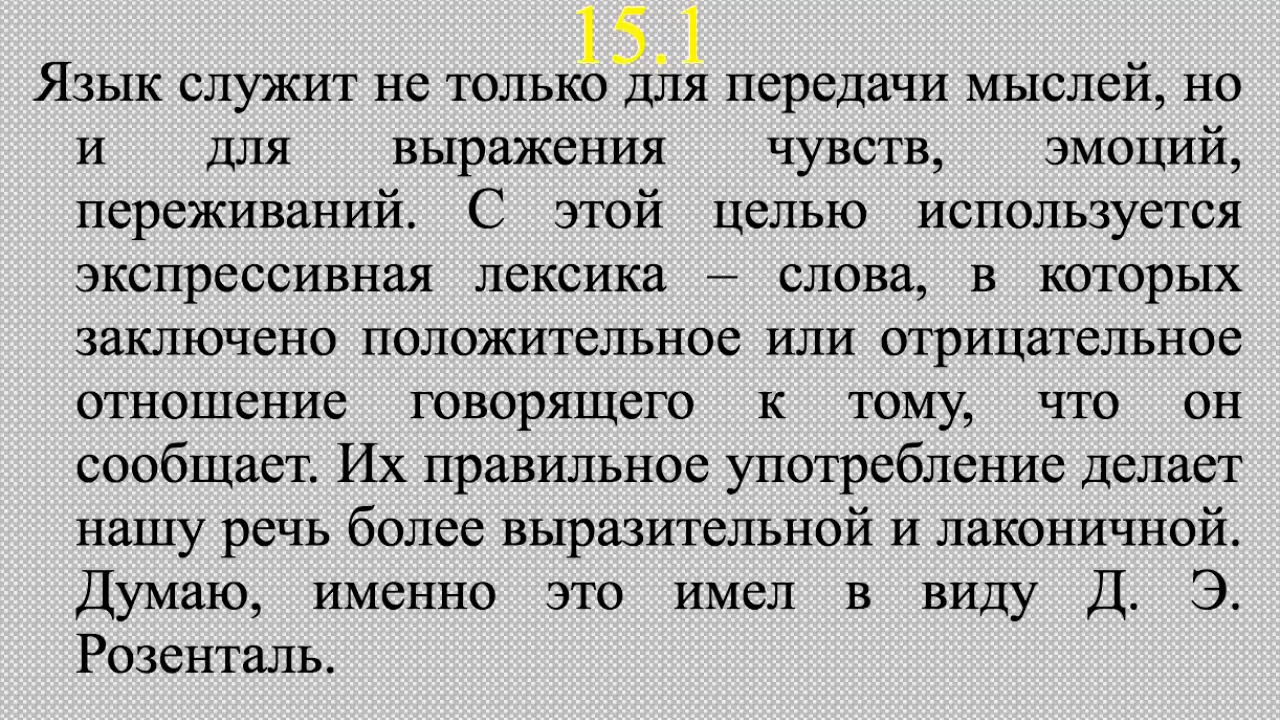 15.1
Язык служит не только для передачи мыслей, но
и для выражения чувств, эмоций,
переживаний. С этой целью используется
экспрессивная лексика – слова, в которых
заключено положительное или отрицательное
отношение говорящего к тому, что он
сообщает. Их правильное употребление делает
нашу речь более выразительной и лаконичной.
Думаю, именно это имел в виду Д. Э.
Розенталь.